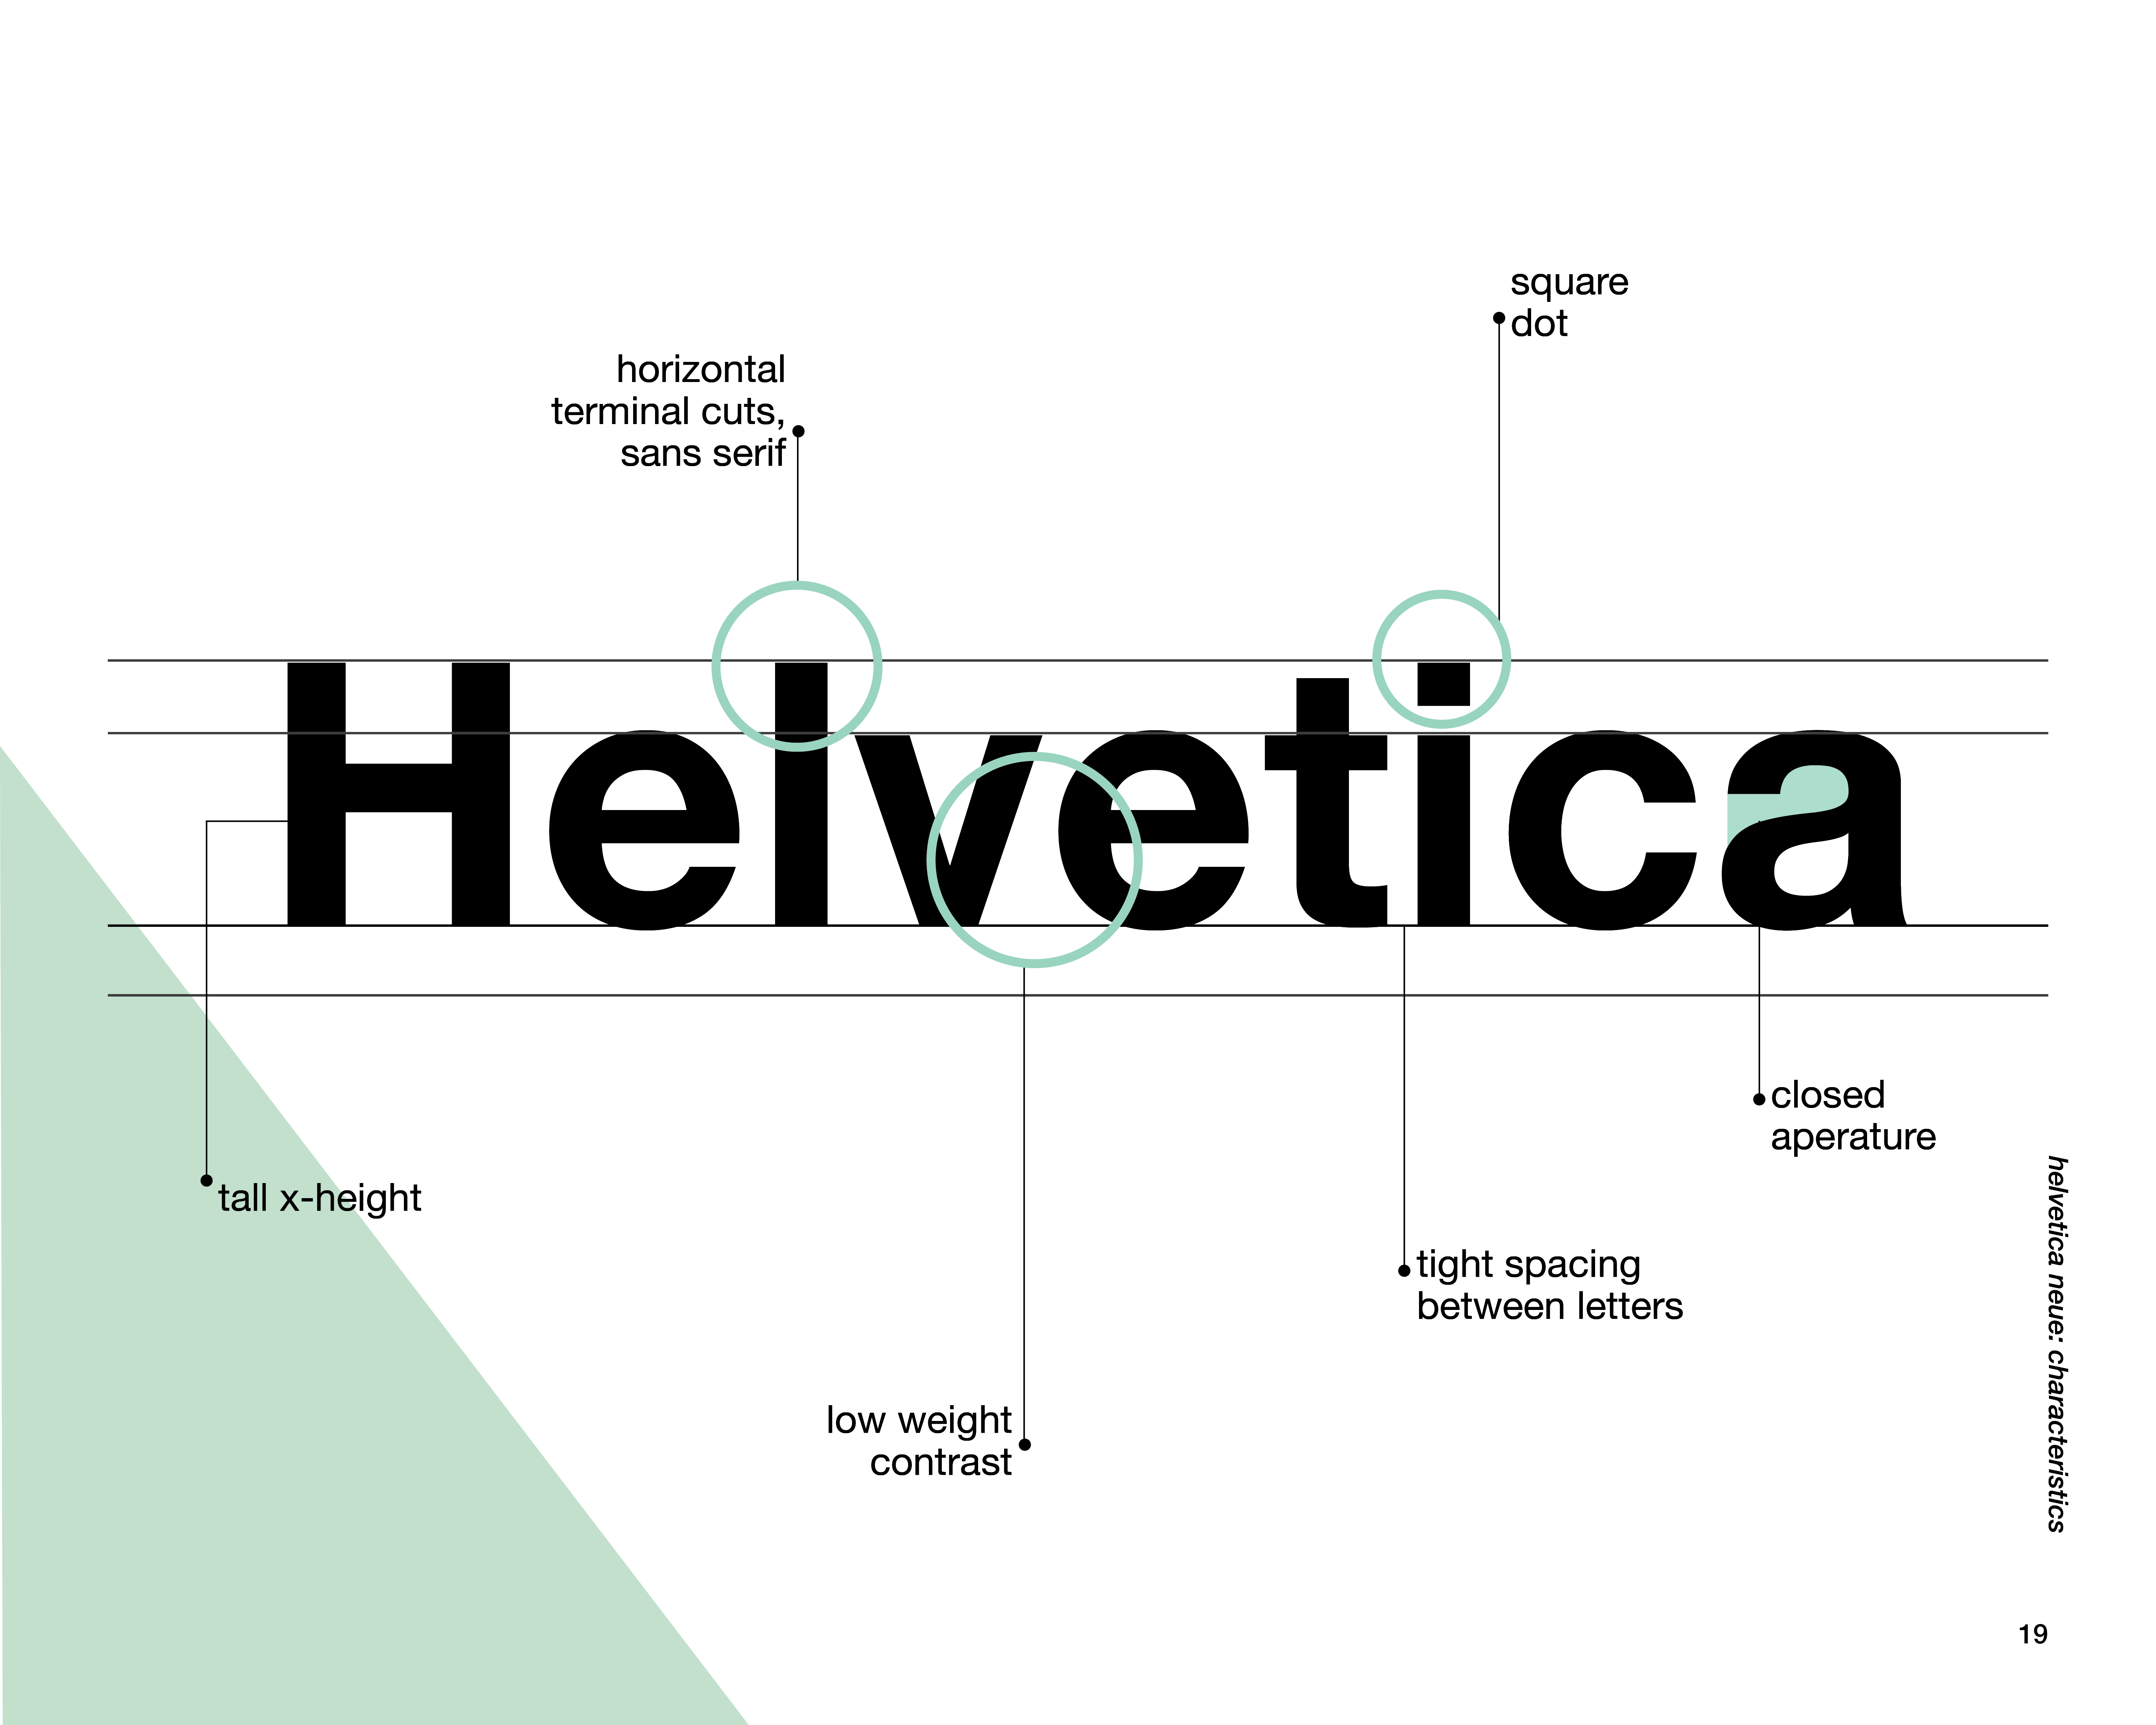 square
dot
horizontal
terminal cuts,
sans serif
Helvetica
closed
aperature
tall x-height
tight spacing
between letters
low weight
contrast
helvetica neue: characteristics
19